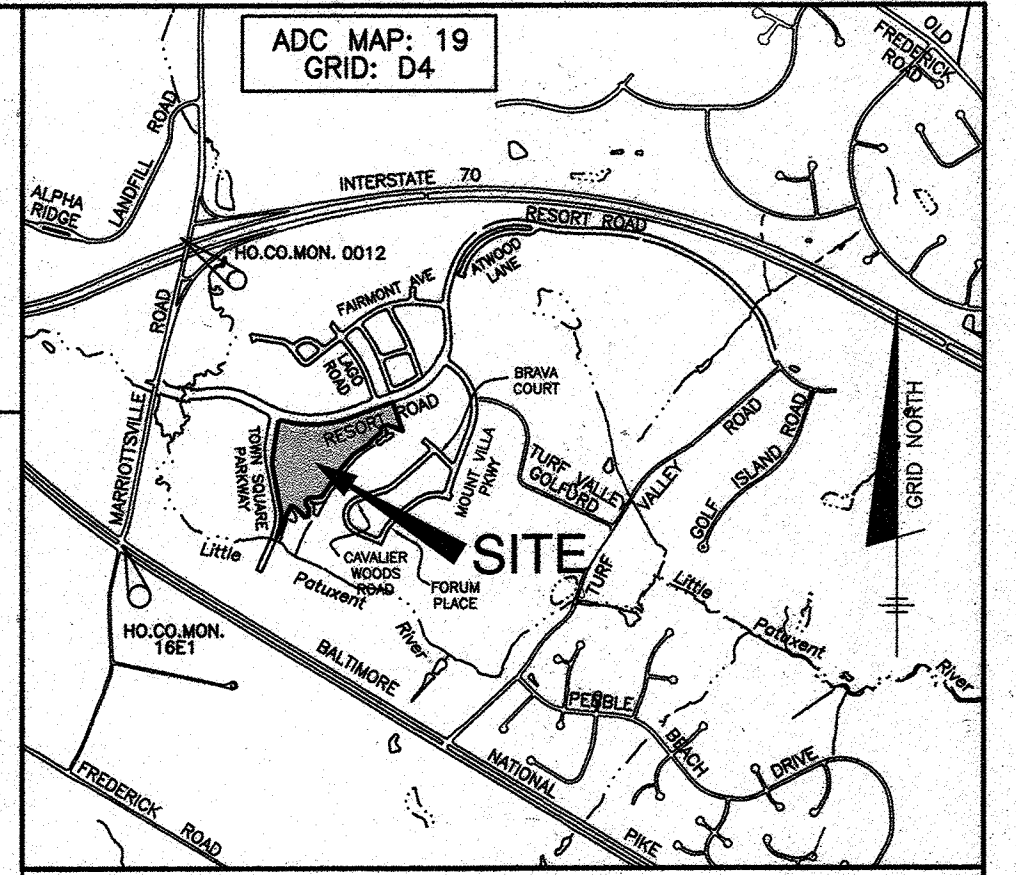 ADC MAP: 19
GRID: D4
OLD
FREDERICK
ROAD
ROAD
LANDFILL
ALPHA
RIDGE
INTERSTATE 70
RESORT ROAD
HO.CO.MON. 0012
ATWOOD
LANE
FAIRMONT AVE
ROAD
LAGO
ROAD
BRAVA
COURT
MARRIOTTSVILLE
RESORT ROAD
TOWN SQUARE
PARKWAY
MOUNT VILLA
PKWY
TURF VALLEY
GOLFORD
TURF VALLEY ROAD
GOLF ISLAND ROAD
GRID NORTH
SITE
Little
Patuxent
River
CAVALIER
WOODS
ROAD
FORUM
PLACE
Little
Patuxent
River
HO.CO.MON.
16E1
BALTIMORE
NATIONAL
PIKE
PEBBLE
BEACH
DRIVE
FREDERICK
ROAD